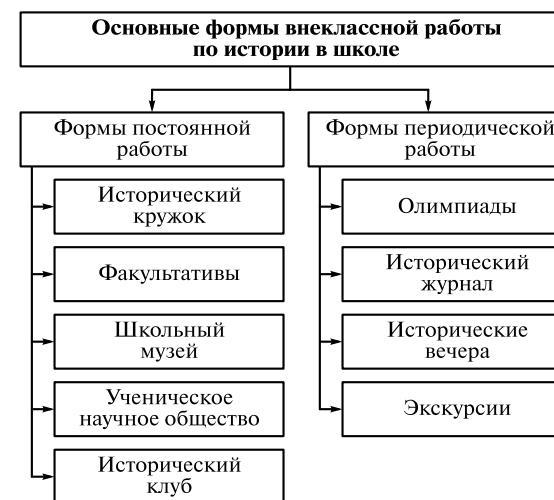 Основные формы внеклассной работы
по истории в школе
Формы постоянной
работы
Исторический
кружок
Факультативы
Школьный
музей
Ученическое
научное общество
Исторический
клуб
Формы периодической
работы
Олимпиады
Исторический
журнал
Исторические
вечера
Экскурсии